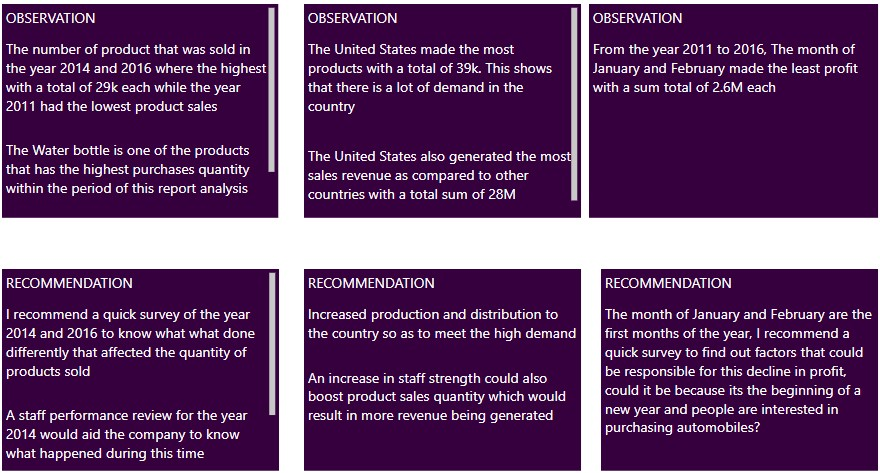 OBSERVATION
The number of product that was sold in
the year 2014 and 2016 where the highest
with a total of 29k each while the year
2011 had the lowest product sales
The Water bottle is one of the products
that has the highest purchases quantity
within the period of this report analysis
OBSERVATION
The United States made the most
products with a total of 39k. This shows
that there is a lot of demand in the
country
The United States also generated the most
sales revenue as compared to other
countries with a total sum of 28M
OBSERVATION
From the year 2011 to 2016, The month of
January and February made the least profit
with a sum total of 2.6M each
RECOMMENDATION
I recommend a quick survey of the year
2014 and 2016 to know what what done
differently that affected the quantity of
products sold
A staff performance review for the year
2014 would aid the company to know
what happened during this time
RECOMMENDATION
Increased production and distribution to
the country so as to meet the high demand
An increase in staff strength could also
boost product sales quantity which would
result in more revenue being generated
RECOMMENDATION
The month of January and February are the
first months of the year, I recommend a
quick survey to find out factors that could
be responsible for this decline in profit,
could it be because its the beginning of a
new year and people are interested in
purchasing automobiles?